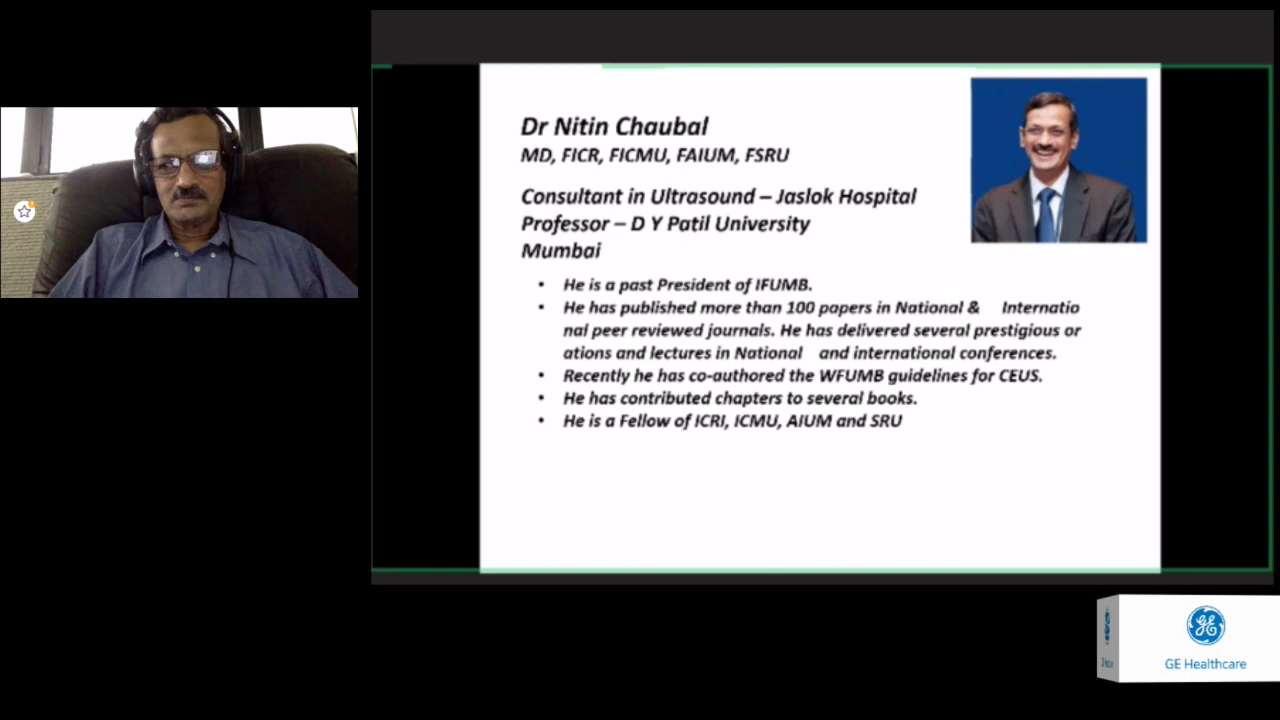 Dr Nitin Chaubal
MD, FICR, FICMU, FAIUM, FSRU
Consultant in Ultrasound – Jaslok Hospital
Professor – D Y Patil University
Mumbai
• He is a past President of IFUMB.
• He has published more than 100 papers in National & Internatio
nal peer reviewed journals. He has delivered several prestigious or
ations and lectures in National and international conferences.
• Recently he has co-authored the WFUMB guidelines for CEUS.
• He has contributed chapters to several books.
• He is a Fellow of ICRI, ICMU, AIUM and SRU
GE
GE Healthcare